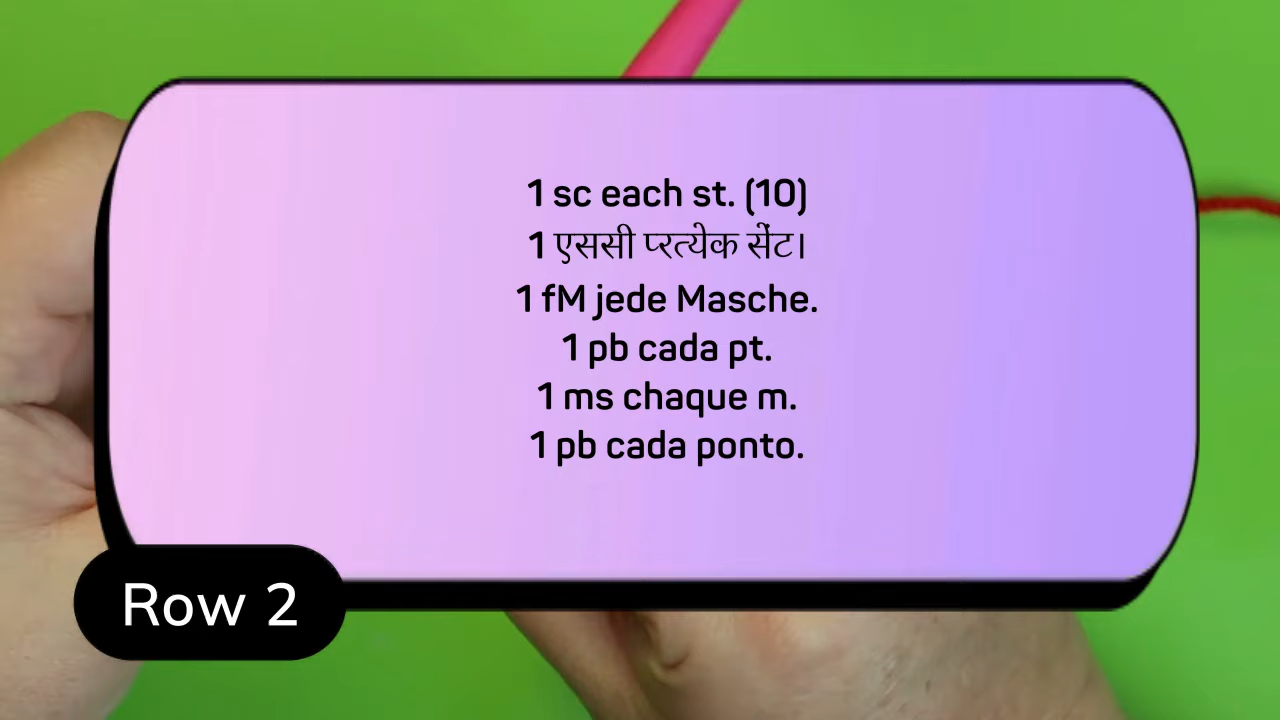 1 sc each st. (10)
1 एससी प्रत्येक सेंट।
1 fM jede Masche.
1 pb cada pt.
1 ms chaque m.
1 pb cada ponto.
Row 2